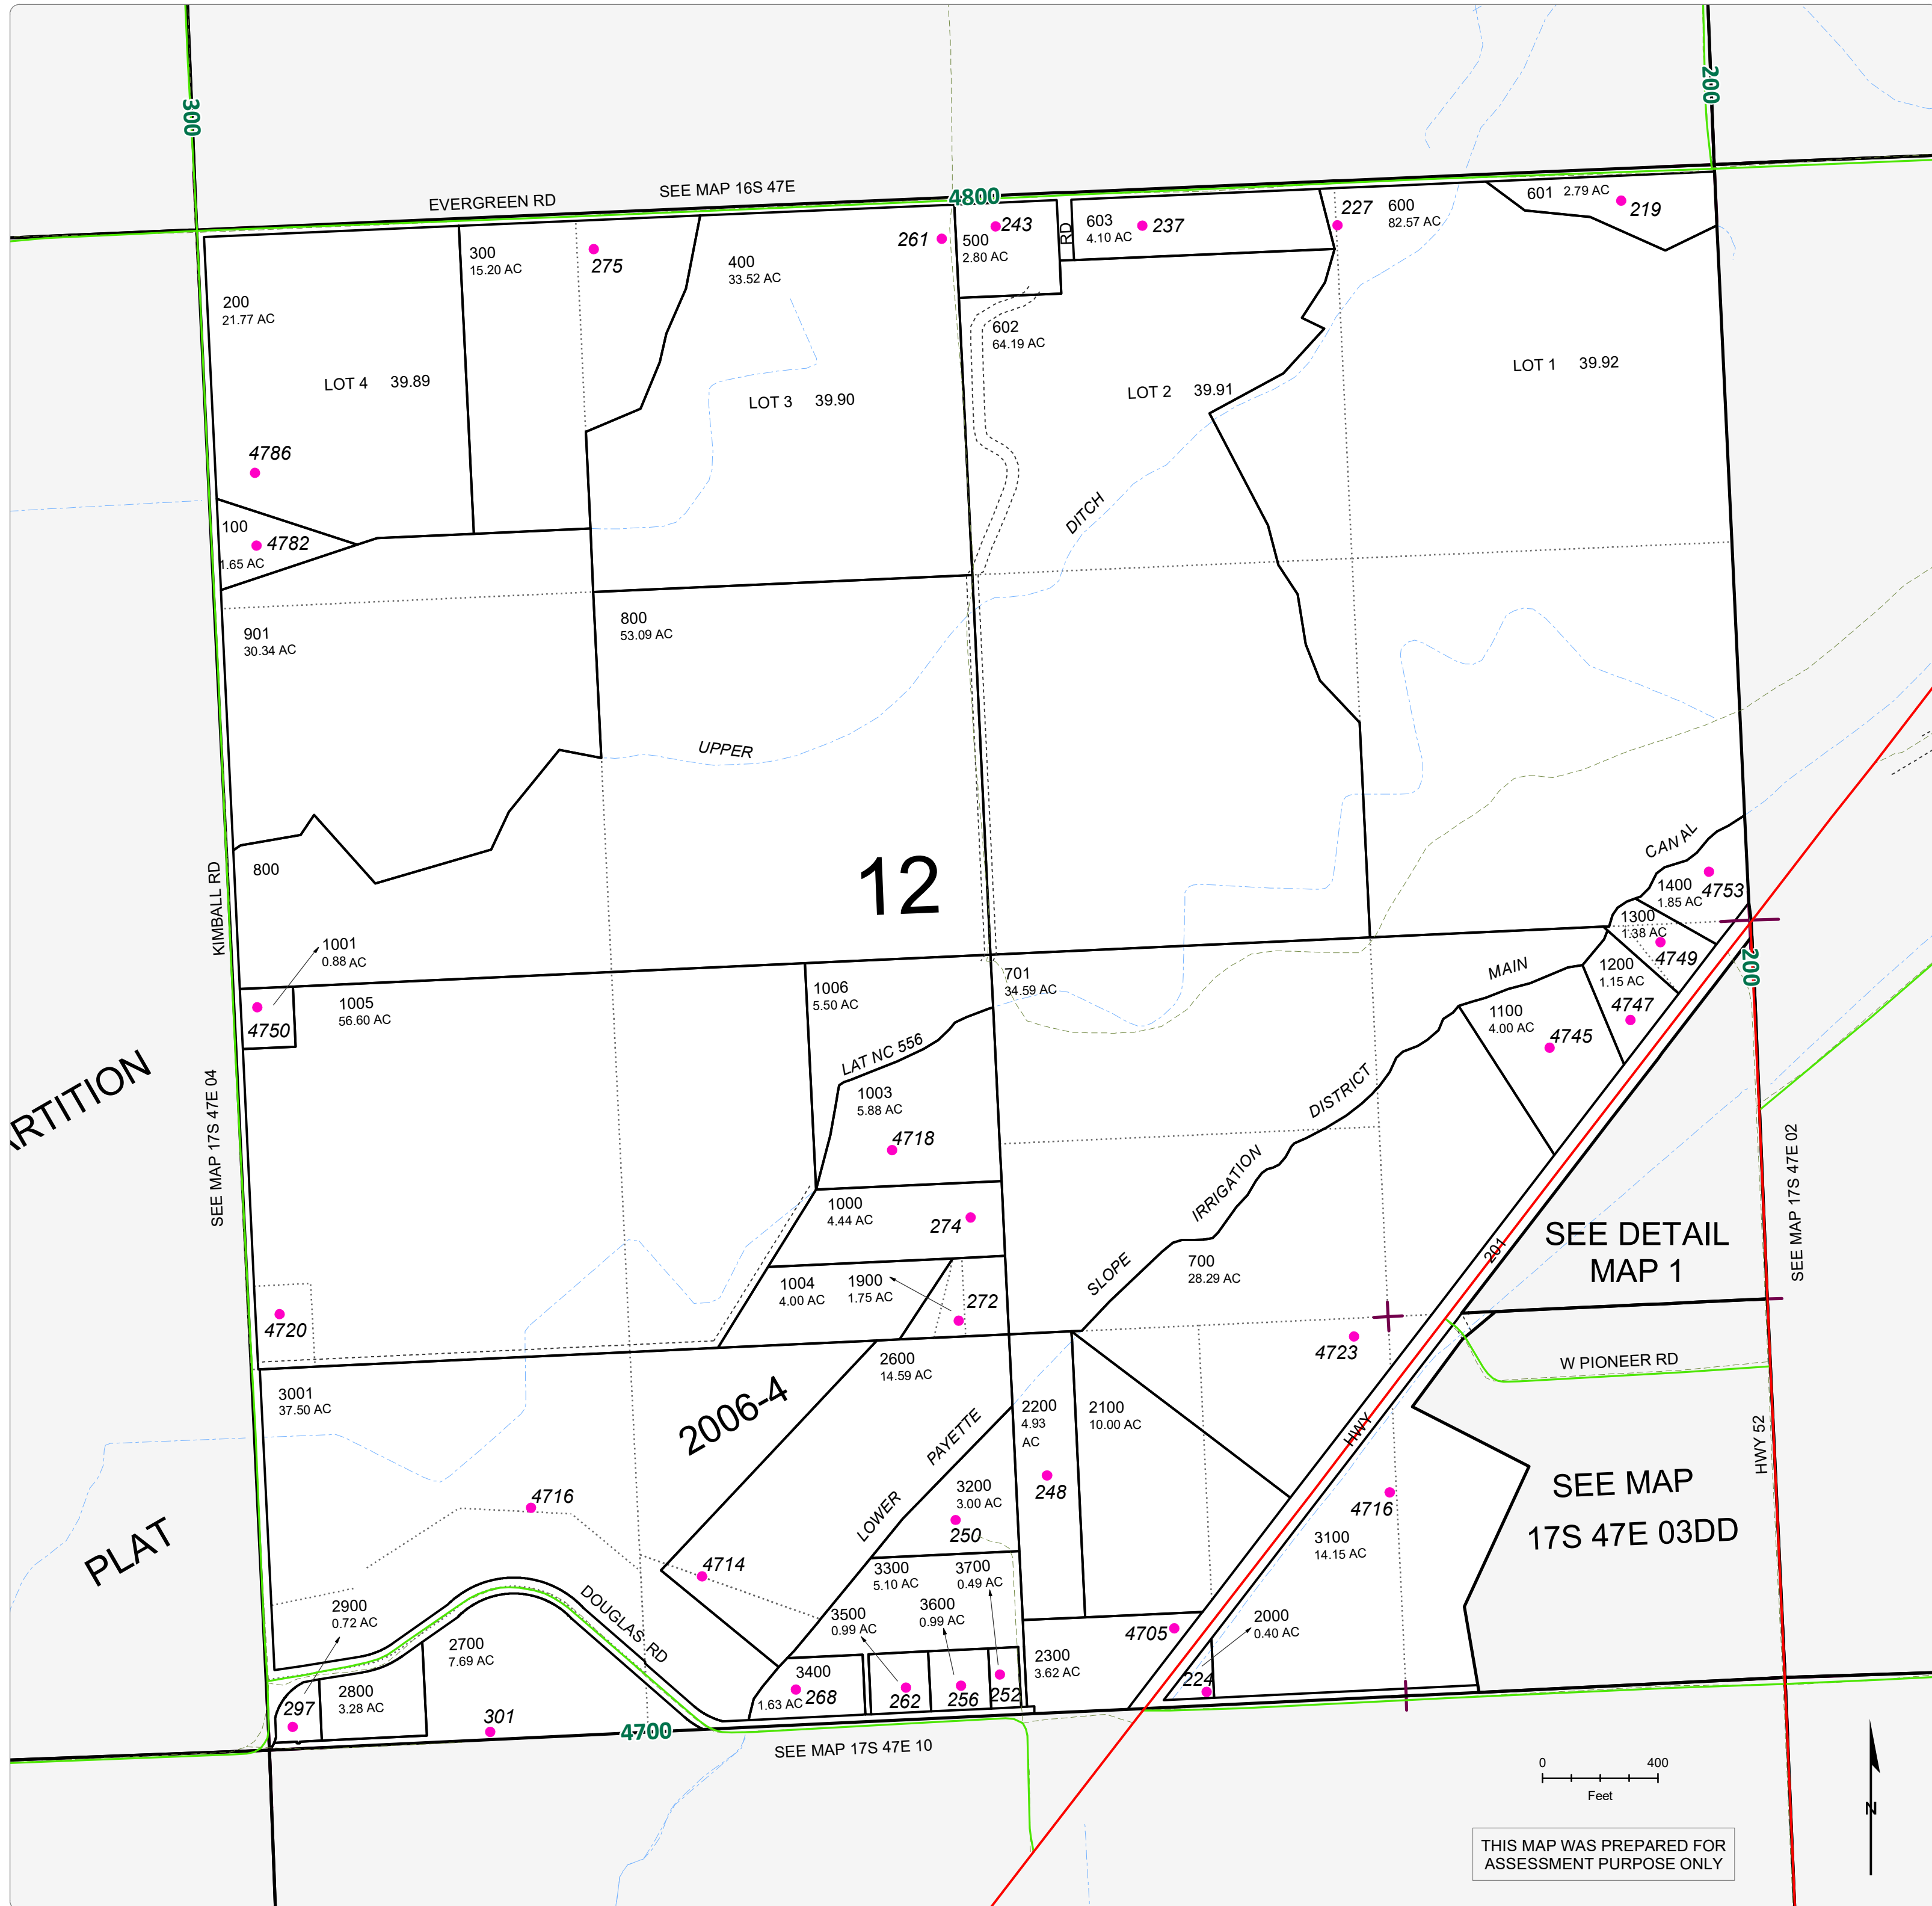 300
200
EVERGREEN RD
SEE MAP 16S 47E
4800
601 2.79 AC
219
227
600
82.57 AC
603
4.10 AC
237
RD
243
500
2.80 AC
261
400
33.52 AC
275
300
15.20 AC
200
21.77 AC
602
64.19 AC
LOT 4 39.89
LOT 3 39.90
LOT 2 39.91
LOT 1 39.92
4786
100
4782
1.65 AC
DITCH
901
30.34 AC
800
53.09 AC
UPPER
800
12
KIMBALL RD
CANAL
1400
1.85 AC
4753
1300
1.38 AC
4749
200
1001
0.88 AC
4750
1005
56.60 AC
1006
5.50 AC
701
34.59 AC
MAIN
1200
1.15 AC
4747
1100
4.00 AC
4745
LAT NC 556
1003
5.88 AC
4718
DISTRICT
ARTITION
SEE MAP 17S 47E 04
SEE MAP 17S 47E 02
IRRIGATION
1000
4.44 AC
274
SEE DETAIL
MAP 1
201
SLOPE
700
28.29 AC
1004
4.00 AC
1900
1.75 AC
272
4720
4723
W PIONEER RD
2600
14.59 AC
3001
37.50 AC
2006-4
2200
4.93
AC
2100
10.00 AC
HWY
HWY 52
PAYETTE
LOWER
SEE MAP
17S 47E 03DD
3200
3.00 AC
250
248
4716
4716
3100
14.15 AC
PLAT
4714
3300
5.10 AC
3700
0.49 AC
DOUGLAS RD
2900
0.72 AC
3500
0.99 AC
3600
0.99 AC
2000
0.40 AC
4705
2700
7.69 AC
2300
3.62 AC
3400
1.63 AC
268
262
256
252
224
2800
3.28 AC
297
301
4700
SEE MAP 17S 47E 10
0 400
Feet
N
THIS MAP WAS PREPARED FOR
ASSESSMENT PURPOSE ONLY